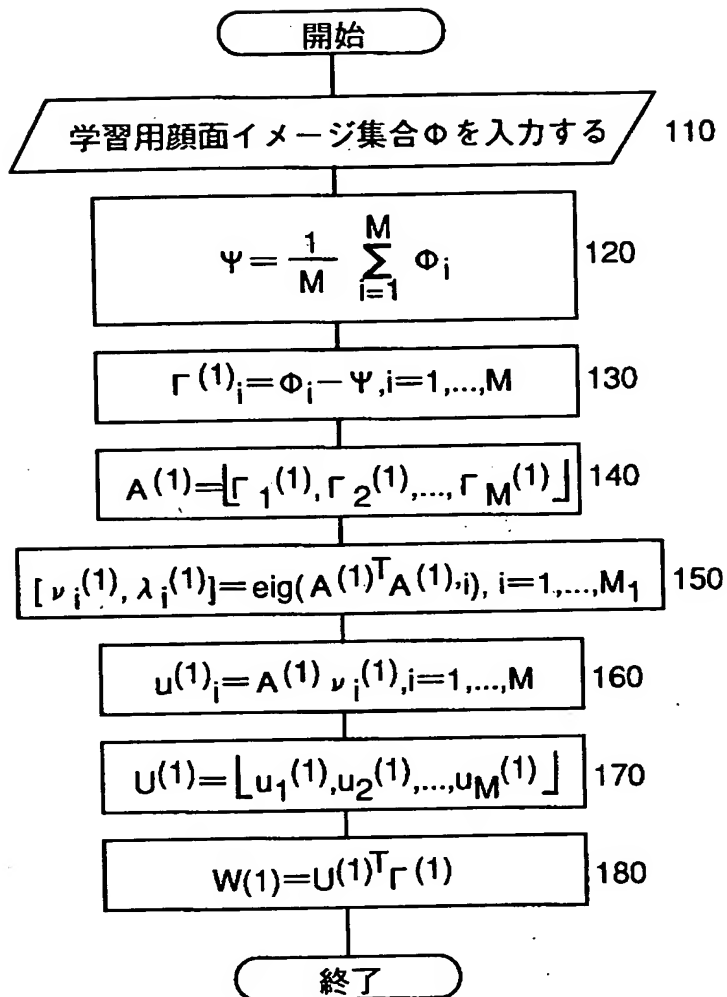 開始
学習用顔面イメージ集合Φを入力する 110
Ψ = 1/M Σ_{i=1}^{M} Φ_i 120
Γ^(1)_i = Φ_i − Ψ, i=1,...,M 130
A^(1) = ⌊Γ_1^(1), Γ_2^(1), ..., Γ_M^(1)⌋ 140
[ν_i^(1), λ_i^(1)] = eig(A^(1)^T A^(1), i), i=1,...,M_1 150
u^(1)_i = A^(1) ν_i^(1), i=1,...,M 160
U^(1) = ⌊u_1^(1), u_2^(1), ..., u_M^(1)⌋ 170
W(1) = U^(1)^T Γ^(1) 180
終了